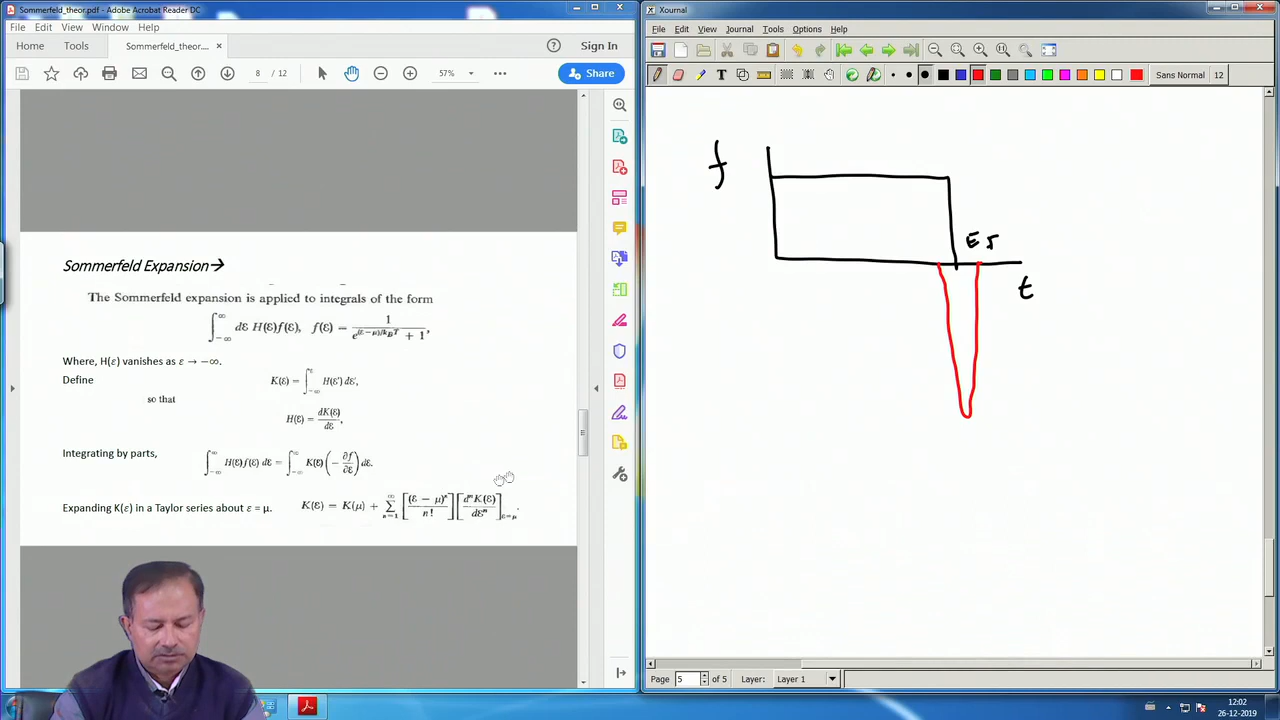 Sommerfeld_theor.pdf - Adobe Acrobat Reader DC
File Edit View Window Help
Home Tools Sommerfeld_theor.... × Sign In
8 / 12 57% Share
Sommerfeld Expansion→
The Sommerfeld expansion is applied to integrals of the form
∫_{-∞}^{∞} dε H(ε)f(ε), f(ε) = 1 / (e^{(ε-μ)/k_BT} + 1),
Where, H(ε) vanishes as ε → −∞.
Define K(ε) = ∫_{-∞}^{ε} H(ε') dε',
so that
H(ε) = dK(ε)/dε,
Integrating by parts, ∫_{-∞}^{∞} H(ε)f(ε) dε = ∫_{-∞}^{∞} K(ε) (− ∂f/∂ε) dε.
Expanding K(ε) in a Taylor series about ε = μ. K(ε) = K(μ) + Σ_{n=1}^{∞} [(ε − μ)^n / n!] [d^n K(ε) / dε^n]_{ε=μ}.
Xournal
File Edit View Journal Tools Options Help
Sans Normal 12
f
Page 5 of 5 Layer: Layer 1
12:02
26-12-2019